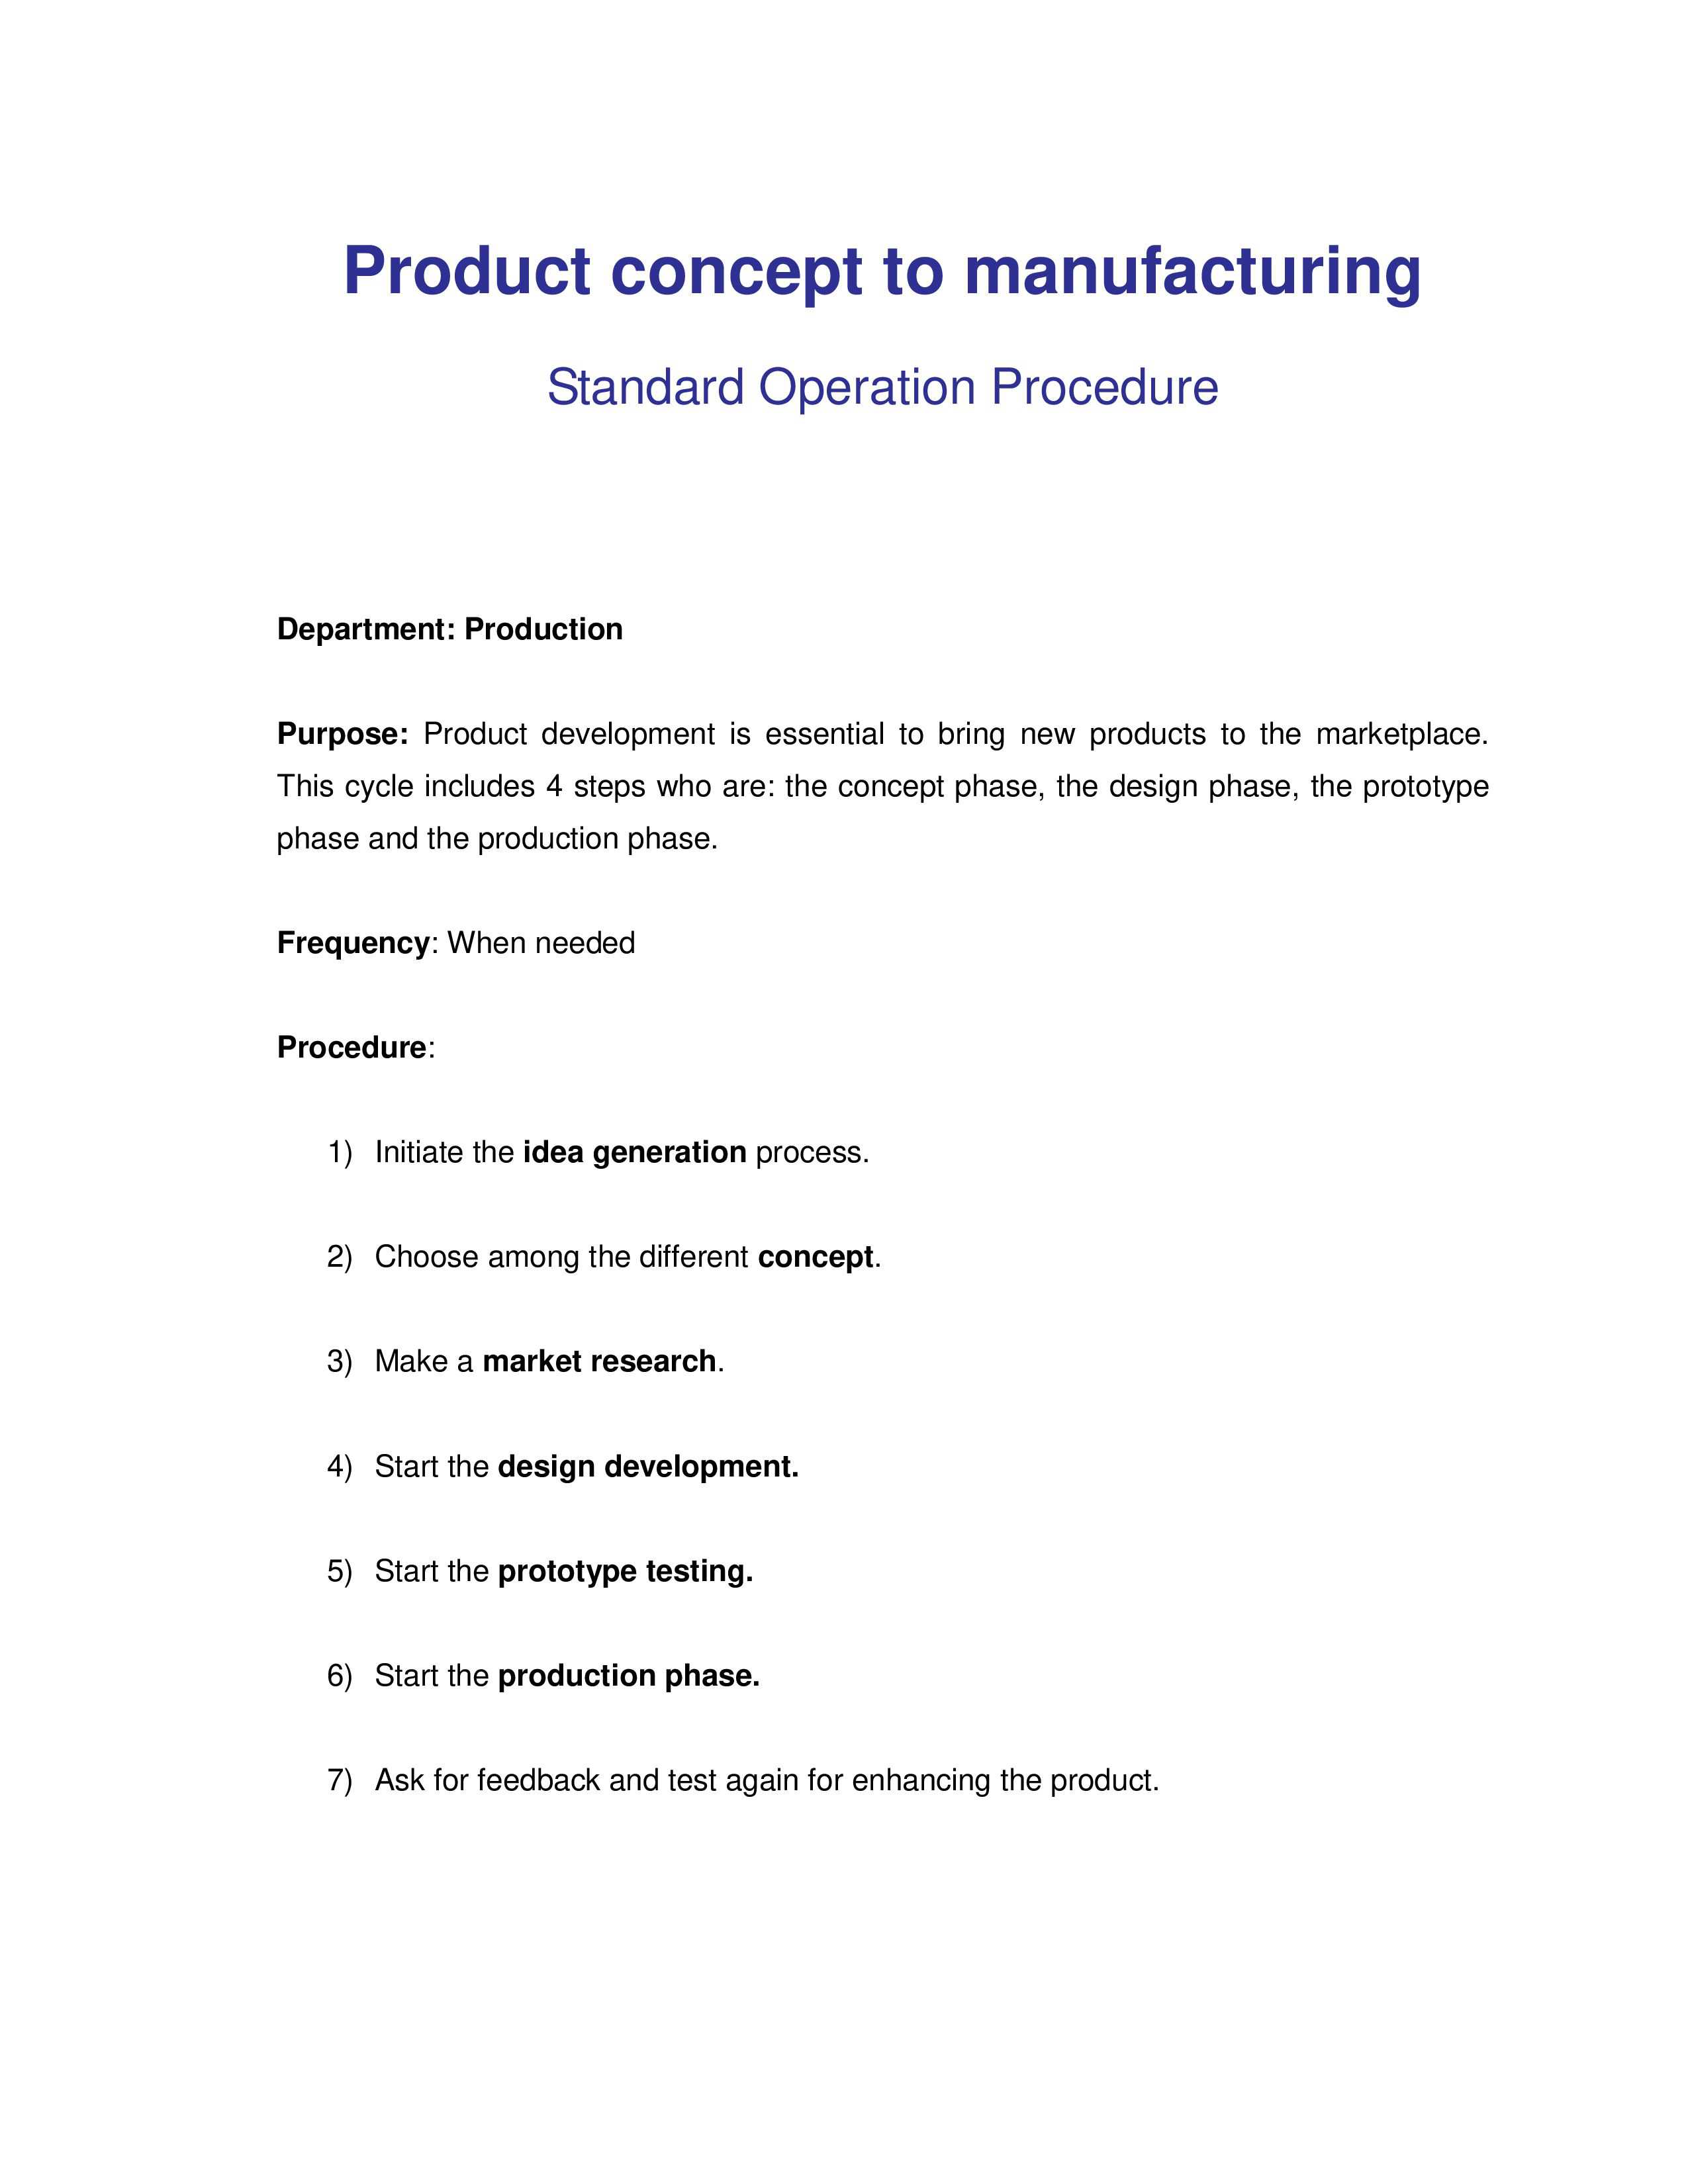 Product concept to manufacturing
Standard Operation Procedure
Department: Production
Purpose: Product development is essential to bring new products to the marketplace.
This cycle includes 4 steps who are: the concept phase, the design phase, the prototype
phase and the production phase.
Frequency: When needed
Procedure:
1) Initiate the idea generation process.
2) Choose among the different concept.
3) Make a market research.
4) Start the design development.
5) Start the prototype testing.
6) Start the production phase.
7) Ask for feedback and test again for enhancing the product.